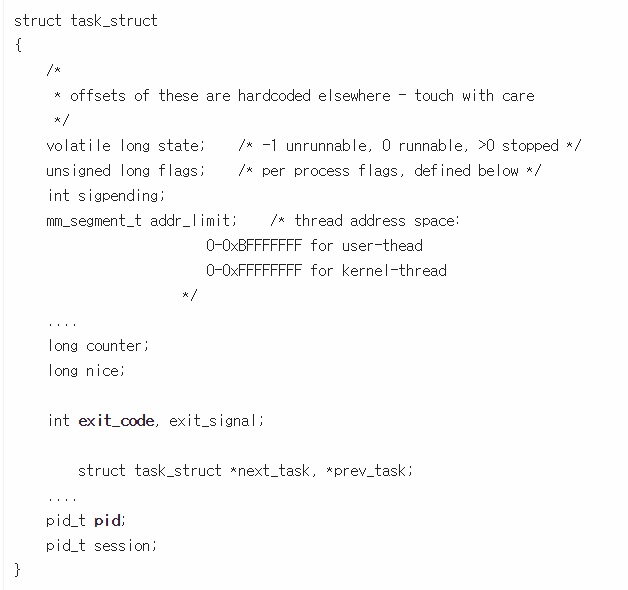 struct task_struct
{
/*
* offsets of these are hardcoded elsewhere - touch with care
*/
volatile long state; /* -1 unrunnable, 0 runnable, >0 stopped */
unsigned long flags; /* per process flags, defined below */
int sigpending;
mm_segment_t addr_limit; /* thread address space:
0-0xBFFFFFFF for user-thead
0-0xFFFFFFFF for kernel-thread
*/
....
long counter;
long nice;
int exit_code, exit_signal;
struct task_struct *next_task, *prev_task;
....
pid_t pid;
pid_t session;
}